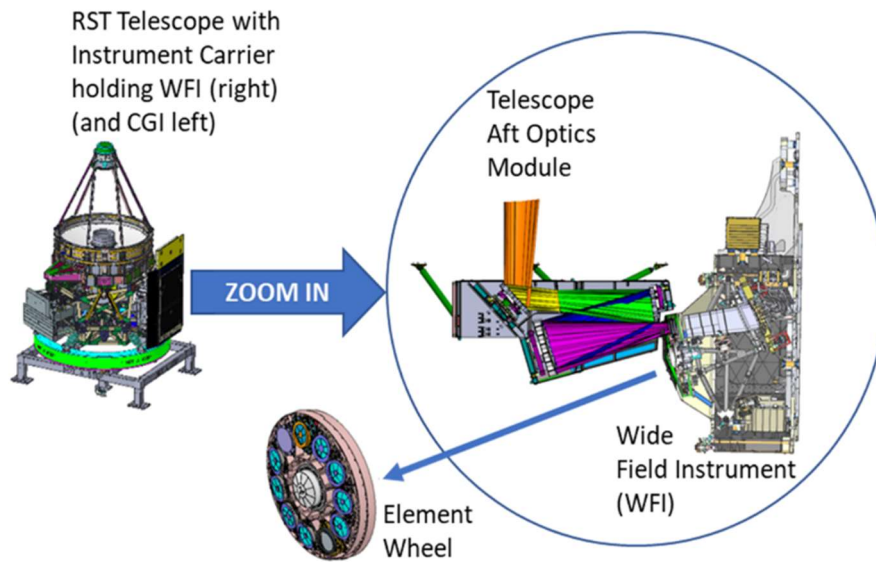 RST Telescope with
Instrument Carrier
holding WFI (right)
(and CGI left)
Telescope
Aft Optics
Module
ZOOM IN
Wide
Field Instrument
(WFI)
Element
Wheel